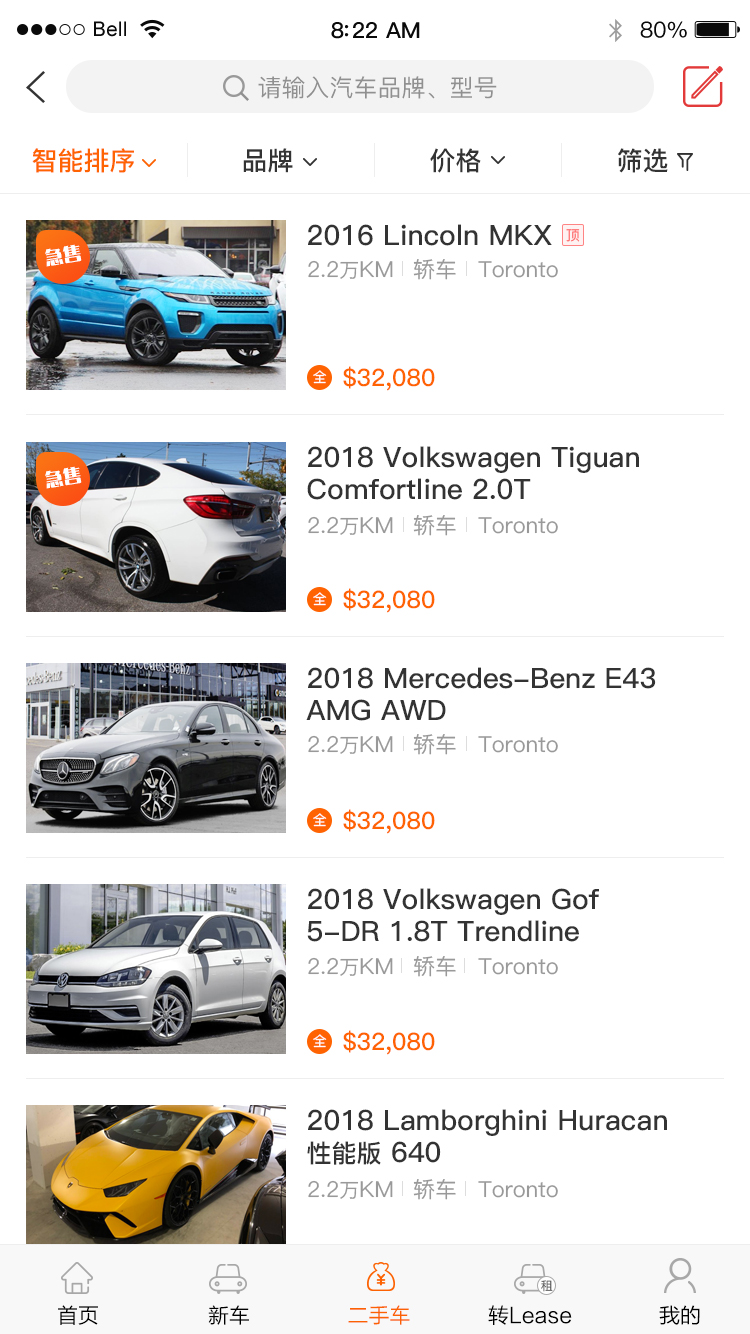 Bell
8:22 AM
80%
请输入汽车品牌、型号
智能排序
品牌
价格
筛选
急售
2016 Lincoln MKX 顶
2.2万KM 轿车 Toronto
全 $32,080
急售
2018 Volkswagen Tiguan
Comfortline 2.0T
2.2万KM 轿车 Toronto
全 $32,080
Mercedes-Benz
2018 Mercedes-Benz E43
AMG AWD
2.2万KM 轿车 Toronto
全 $32,080
2018 Volkswagen Gof
5-DR 1.8T Trendline
2.2万KM 轿车 Toronto
全 $32,080
2018 Lamborghini Huracan
性能版 640
2.2万KM 轿车 Toronto
首页
新车
¥
二手车
租
转Lease
我的